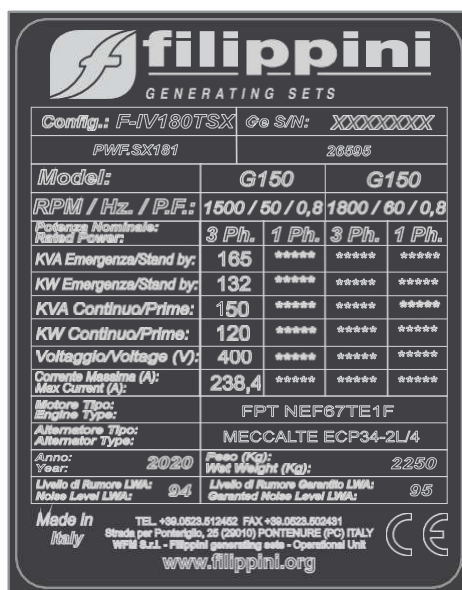 filippini
GENERATING SETS
Config.: F-IV180TSX Ge S/N: XXXXXXX
PWF.SX181 26595
Model: G150 G150
RPM / Hz. / P.F.: 1500 / 50 / 0,8 1800 / 60 / 0,8
Potenza Nominale:
Rated Power: 3 Ph. 1 Ph. 3 Ph. 1 Ph.
KVA Emergenza/Stand by: 165 ***** ***** *****
KW Emergenza/Stand by: 132 ***** ***** *****
KVA Continuo/Prime: 150 ***** ***** *****
KW Continuo/Prime: 120 ***** ***** *****
Voltaggio/Voltage (V): 400 ***** ***** *****
Corrente Massima (A):
Max Current (A): 238,4 ***** ***** *****
Motore Tipo:
Engine Type: FPT NEF67TE1F
Alternatore Tipo:
Alternator Type: MECCALTE ECP34-2L/4
Anno:
Year: 2020 Peso (Kg):
Wet Weight (Kg): 2250
Livello di Rumore LWA:
Noise Level LWA: 94 Livello di Rumore Garantito LWA:
Garanted Noise Level LWA: 95
Made in
Italy
TEL. +39.0523.512452 FAX +39.0523.502431
Strada per Ponteriglio, 25 (29010) PONTENURE (PC) ITALY
WFM S.r.l. - Filippini generating sets - Operational Unit
www.filippini.org
CE